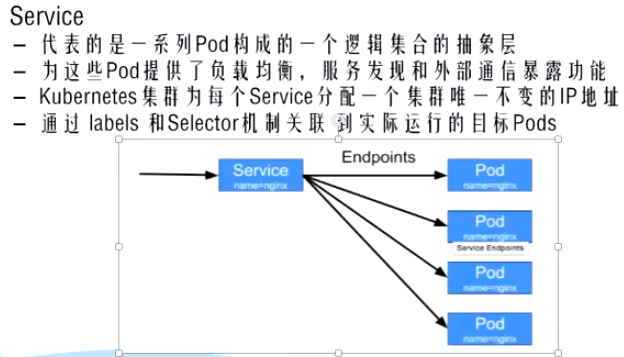 Service
– 代表的是一系列Pod构成的一个逻辑集合的抽象层
– 为这些Pod提供了负载均衡，服务发现和外部通信暴露功能
– Kubernetes集群为每个Service分配一个集群唯一不变的IP地址
– 通过 labels 和Selector机制关联到实际运行的目标Pods
Endpoints
Service
name=nginx
Pod
name=nginx
Pod
name=nginx
Service Endpoints
Pod
name=nginx
Pod
name=nginx